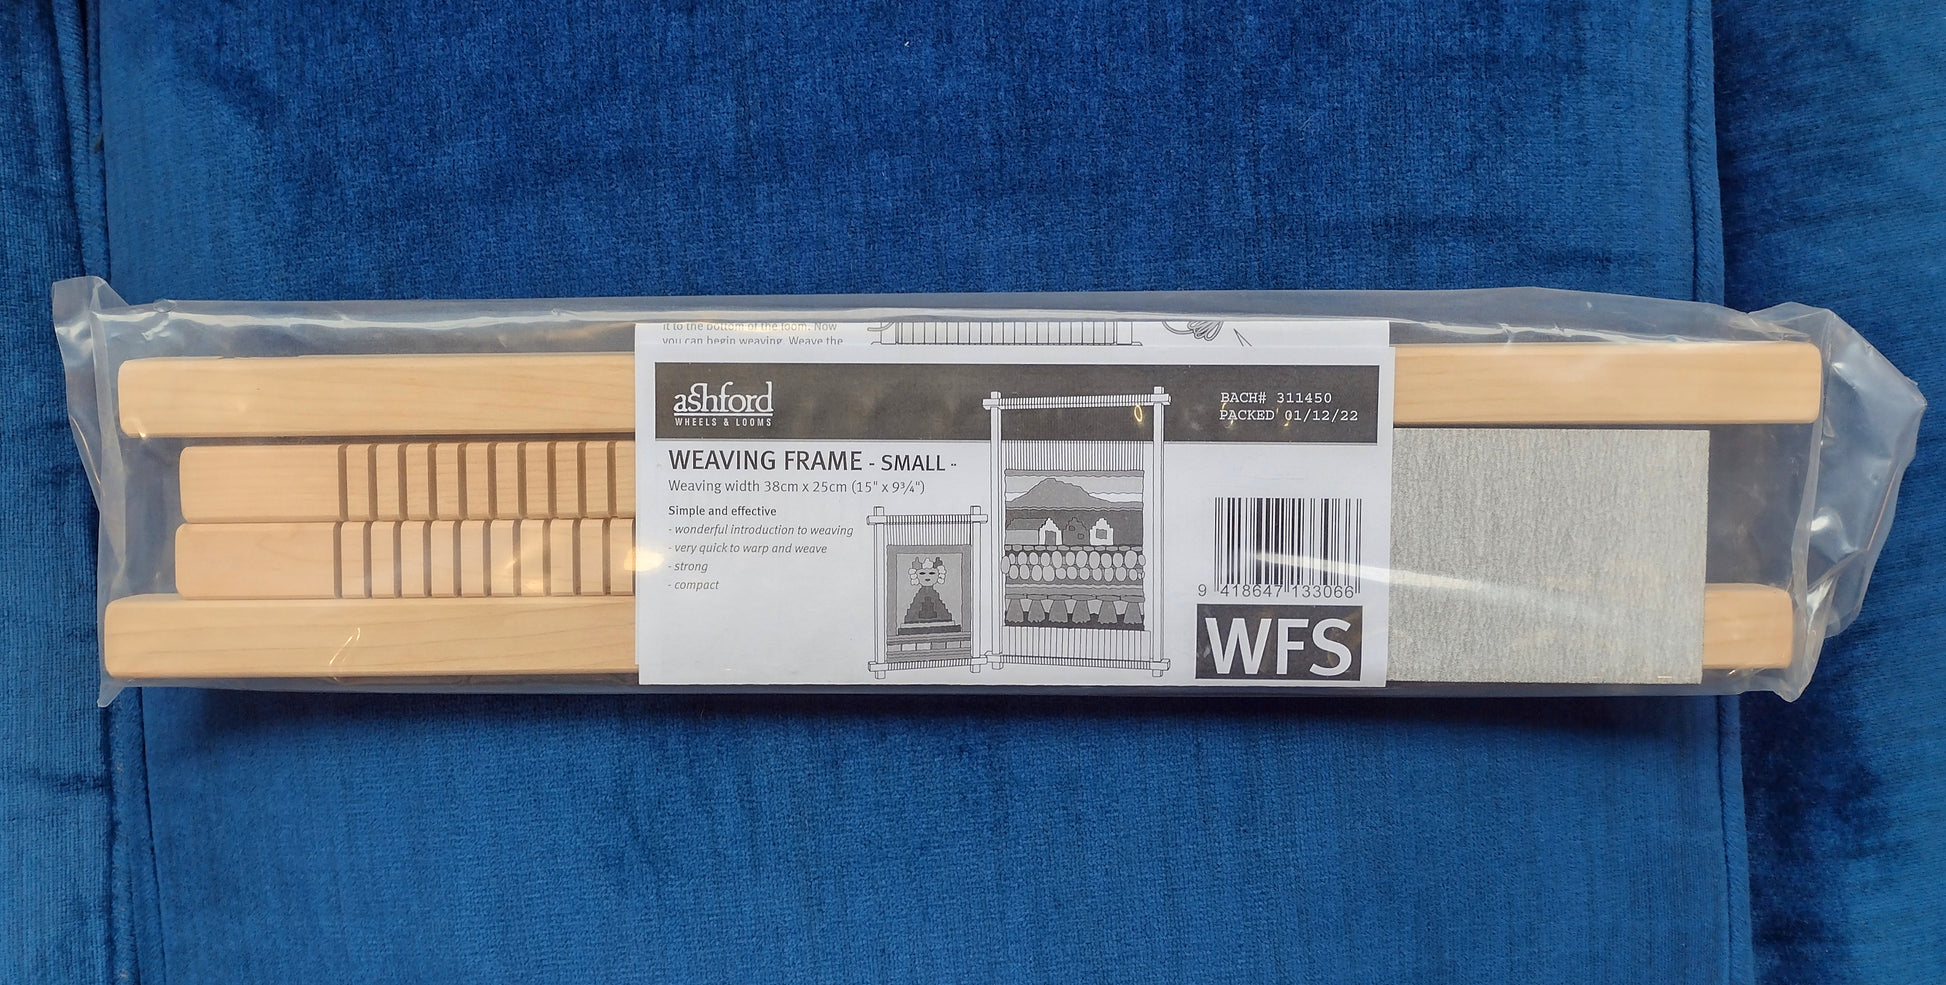 it to the bottom of the loom. Now
you can begin weaving. Weave the
ashford
WHEELS & LOOMS
BACH# 311450
PACKED 01/12/22
WEAVING FRAME - SMALL -
Weaving width 38cm x 25cm (15" x 9¾")
Simple and effective
- wonderful introduction to weaving
- very quick to warp and weave
- strong
- compact
9 418647 133066
WFS